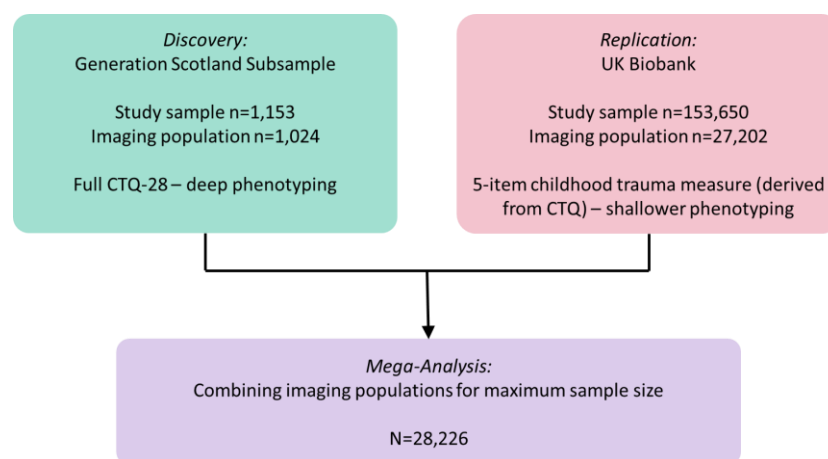 Discovery:
Generation Scotland Subsample
Study sample n=1,153
Imaging population n=1,024
Full CTQ-28 – deep phenotyping
Replication:
UK Biobank
Study sample n=153,650
Imaging population n=27,202
5-item childhood trauma measure (derived
from CTQ) – shallower phenotyping
Mega-Analysis:
Combining imaging populations for maximum sample size
N=28,226